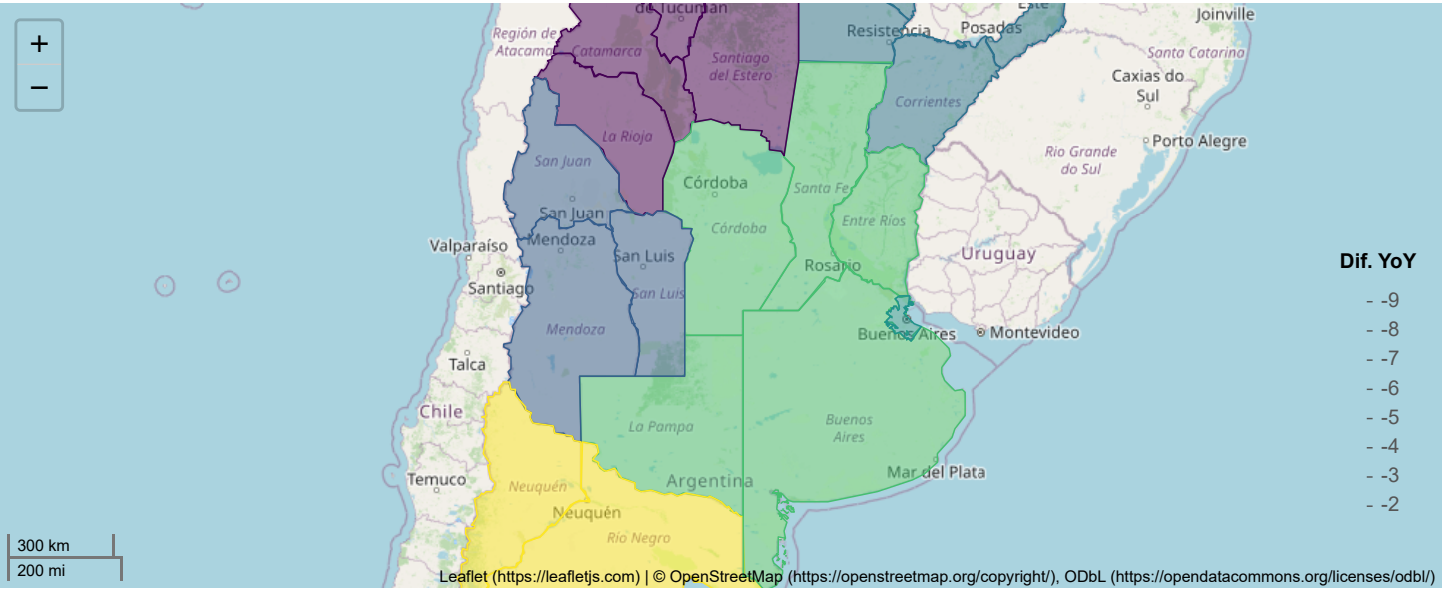 de Tucumán
Este
Joinville
Región de
Atacama
Catamarca
Santiago
del Estero
Resistencia
Posadas
Santa Catarina
+
−
Caxias do
Sul
Corrientes
La Rioja
Porto Alegre
Rio Grande
do Sul
San Juan
Córdoba
Santa Fe
San Juan
Córdoba
Entre Ríos
Valparaíso
Mendoza
San Luis
Rosario
Uruguay
Dif. YoY
Santiago
San Luis
- -9
Mendoza
Buenos Aires
Montevideo
- -8
Talca
- -7
- -6
Chile
La Pampa
Buenos
Aires
- -5
- -4
Temuco
Neuquén
Argentina
Mar del Plata
- -3
Neuquén
- -2
Río Negro
300 km
200 mi
Leaflet (https://leafletjs.com) | © OpenStreetMap (https://openstreetmap.org/copyright/), ODbL (https://opendatacommons.org/licenses/odbl/)